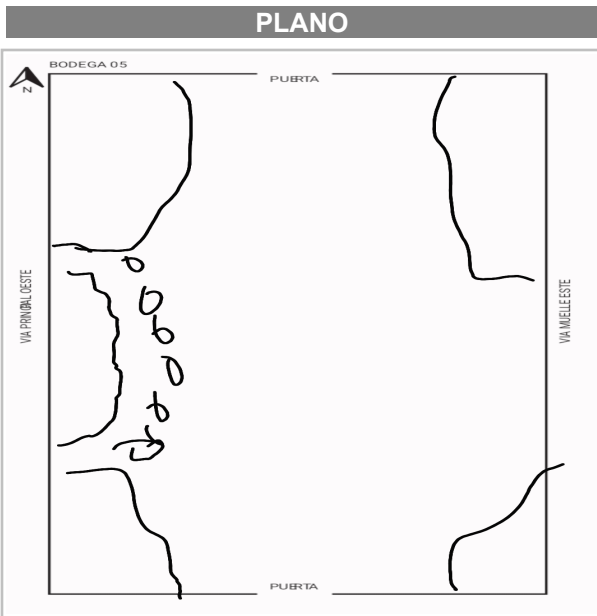 PLANO
BODEGA 05
N
PUERTA
VIA PRINCIPAL OESTE
VIA MUELLE ESTE
PUERTA